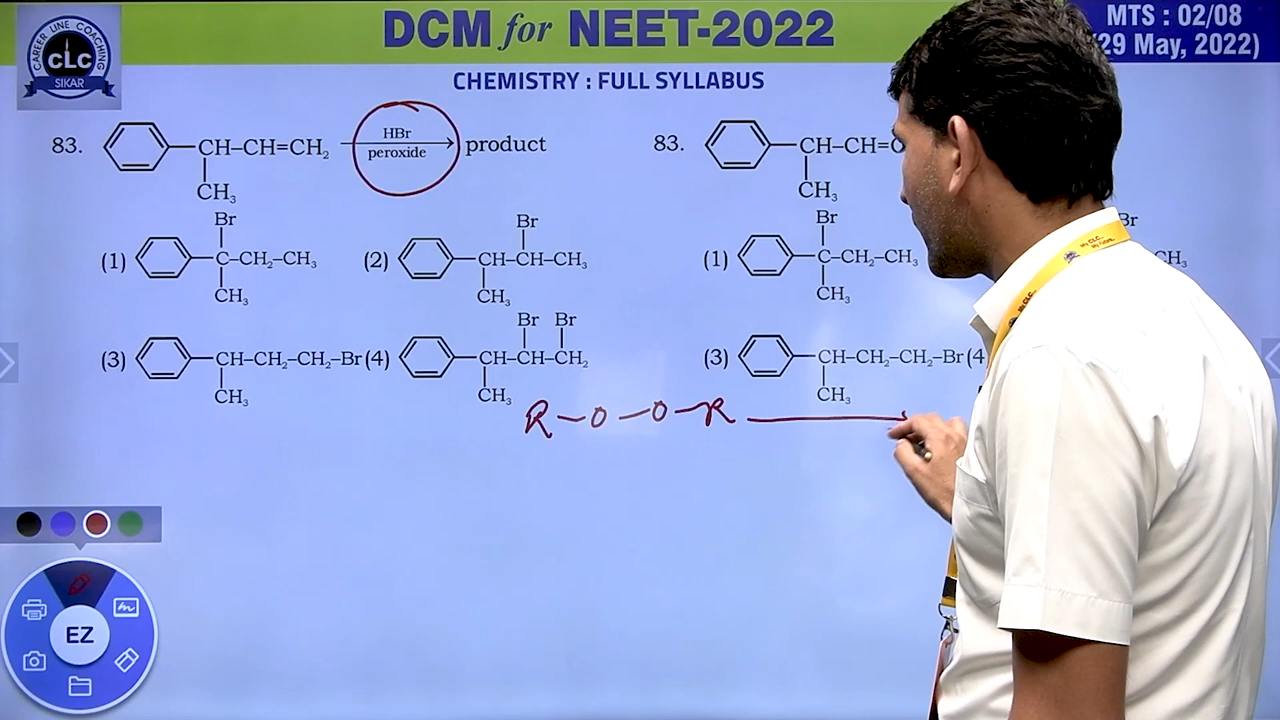 DCM for NEET-2022
MTS : 02/08
(29 May, 2022)
CAREER LINE COACHING
CLC
SIKAR
CHEMISTRY : FULL SYLLABUS
83. CH–CH=CH₂ HBr peroxide product
CH₃
(1) Br
C–CH₂–CH₃
CH₃
(2) Br
CH–CH–CH₃
CH₃
(3) CH–CH₂–CH₂–Br
CH₃
(4) Br Br
CH–CH–CH₂
CH₃
83. CH–CH=
CH₃
(1) Br
C–CH₂–CH₃
CH₃
Br
CH₃
(3) CH–CH₂–CH₂–Br (4
CH₃
R–O–O–R
EZ